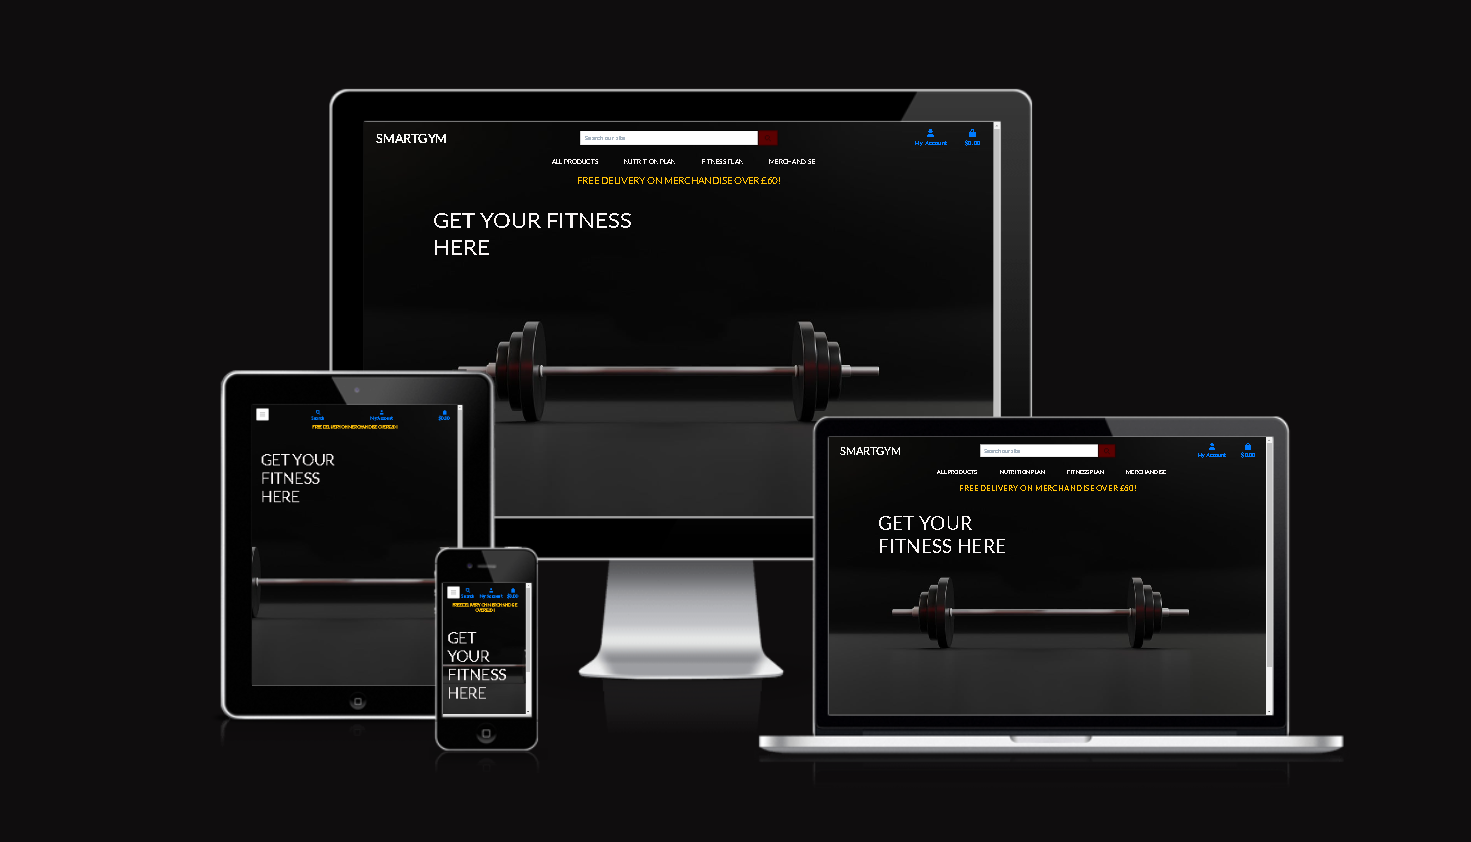 SMARTGYM
Search our site
My Account
$0.00
ALL PRODUCTS
NUTRITION PLAN
FITNESS PLAN
MERCHANDISE
FREE DELIVERY ON MERCHANDISE OVER £60!
GET YOUR FITNESS
HERE
Search
My Account
$0.00
FREE DELIVERY ON MERCHANDISE OVER £60!
GET YOUR
FITNESS
HERE
Search
My Account
$0.00
FREE DELIVERY ON MERCHANDISE
OVER £60!
GET
YOUR
FITNESS
HERE
SMARTGYM
Search our site
My Account
$0.00
ALL PRODUCTS
NUTRITION PLAN
FITNESS PLAN
MERCHANDISE
FREE DELIVERY ON MERCHANDISE OVER £60!
GET YOUR
FITNESS HERE